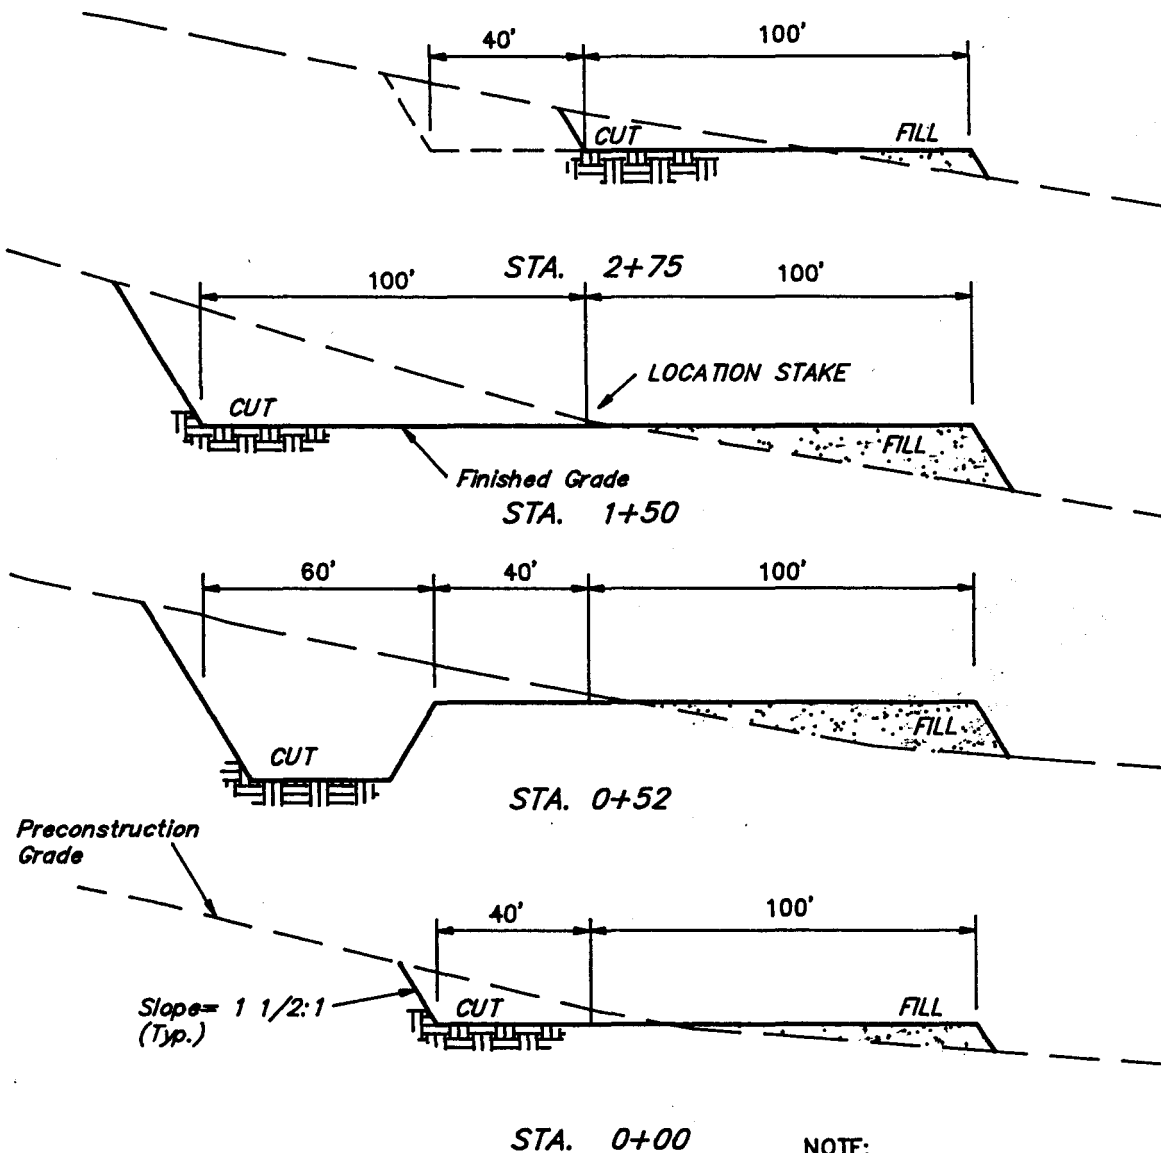 40' 100'
CUT FILL
STA. 2+75
100' 100'
LOCATION STAKE
CUT
FILL
Finished Grade
STA. 1+50
60' 40' 100'
CUT FILL
STA. 0+52
Preconstruction
Grade
40' 100'
Slope= 1 1/2:1
(Typ.)
CUT FILL
STA. 0+00
NOTE: